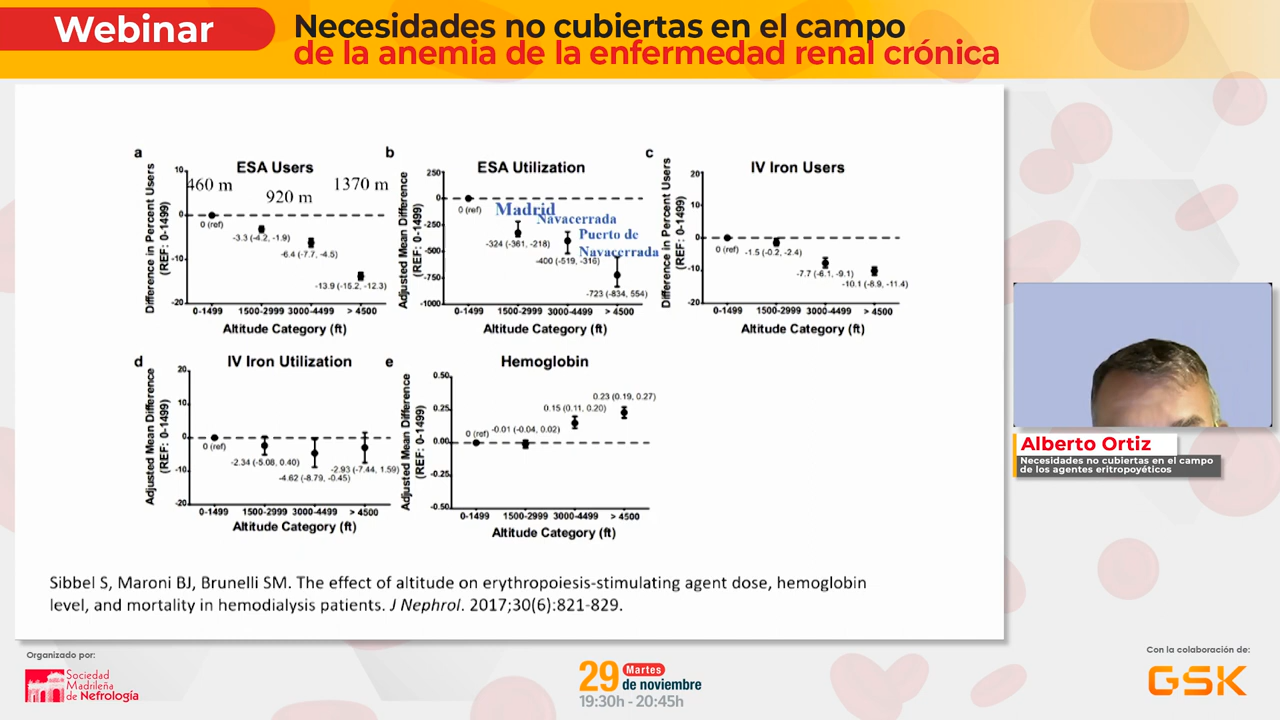 Webinar
Necesidades no cubiertas en el campo
de la anemia de la enfermedad renal crónica
a
ESA Users
Difference in Percent Users
(REF: 0-1499)
10
0
-10
-20
460 m
920 m
1370 m
0 (ref)
-3.3 (-4.2, -1.9)
-6.4 (-7.7, -4.5)
-13.9 (-15.2, -12.3)
0-1499 1500-2999 3000-4499 > 4500
Altitude Category (ft)
b
ESA Utilization
Adjusted Mean Difference
(REF: 0-1499)
250
0
-250
-500
-750
-1000
0 (ref)
Madrid
Navacerrada
Puerto de
Navacerrada
-324 (-361, -218)
-400 (-519, -316)
-723 (-834, 554)
0-1499 1500-2999 3000-4499 > 4500
Altitude Category (ft)
c
IV Iron Users
Difference in Percent Users
(REF: 0-1499)
20
10
0
-10
-20
0 (ref)
-1.5 (-0.2, -2.4)
-7.7 (-6.1, -9.1)
-10.1 (-8.9, -11.4)
0-1499 1500-2999 3000-4499 > 4500
Altitude Category (ft)
d
IV Iron Utilization
Adjusted Mean Difference
(REF: 0-1499)
20
10
0
-10
-20
0 (ref)
-2.34 (-5.08, 0.40)
-4.62 (-8.79, -0.45)
-2.93 (-7.44, 1.59)
0-1499 1500-2999 3000-4499 > 4500
Altitude Category (ft)
e
Hemoglobin
Adjusted Mean Difference
(REF: 0-1499)
0.50
0.25
0.00
-0.25
-0.50
0 (ref)
-0.01 (-0.04, 0.02)
0.15 (0.11, 0.20)
0.23 (0.19, 0.27)
0-1499 1500-2999 3000-4499 > 4500
Altitude Category (ft)
Sibbel S, Maroni BJ, Brunelli SM. The effect of altitude on erythropoiesis-stimulating agent dose, hemoglobin
level, and mortality in hemodialysis patients. J Nephrol. 2017;30(6):821-829.
Alberto Ortiz
Necesidades no cubiertas en el campo
de los agentes eritropoyéticos
Organizado por:
Sociedad
Madrileña
de Nefrología
29
Martes
de noviembre
19:30h - 20:45h
Con la colaboración de:
GSK